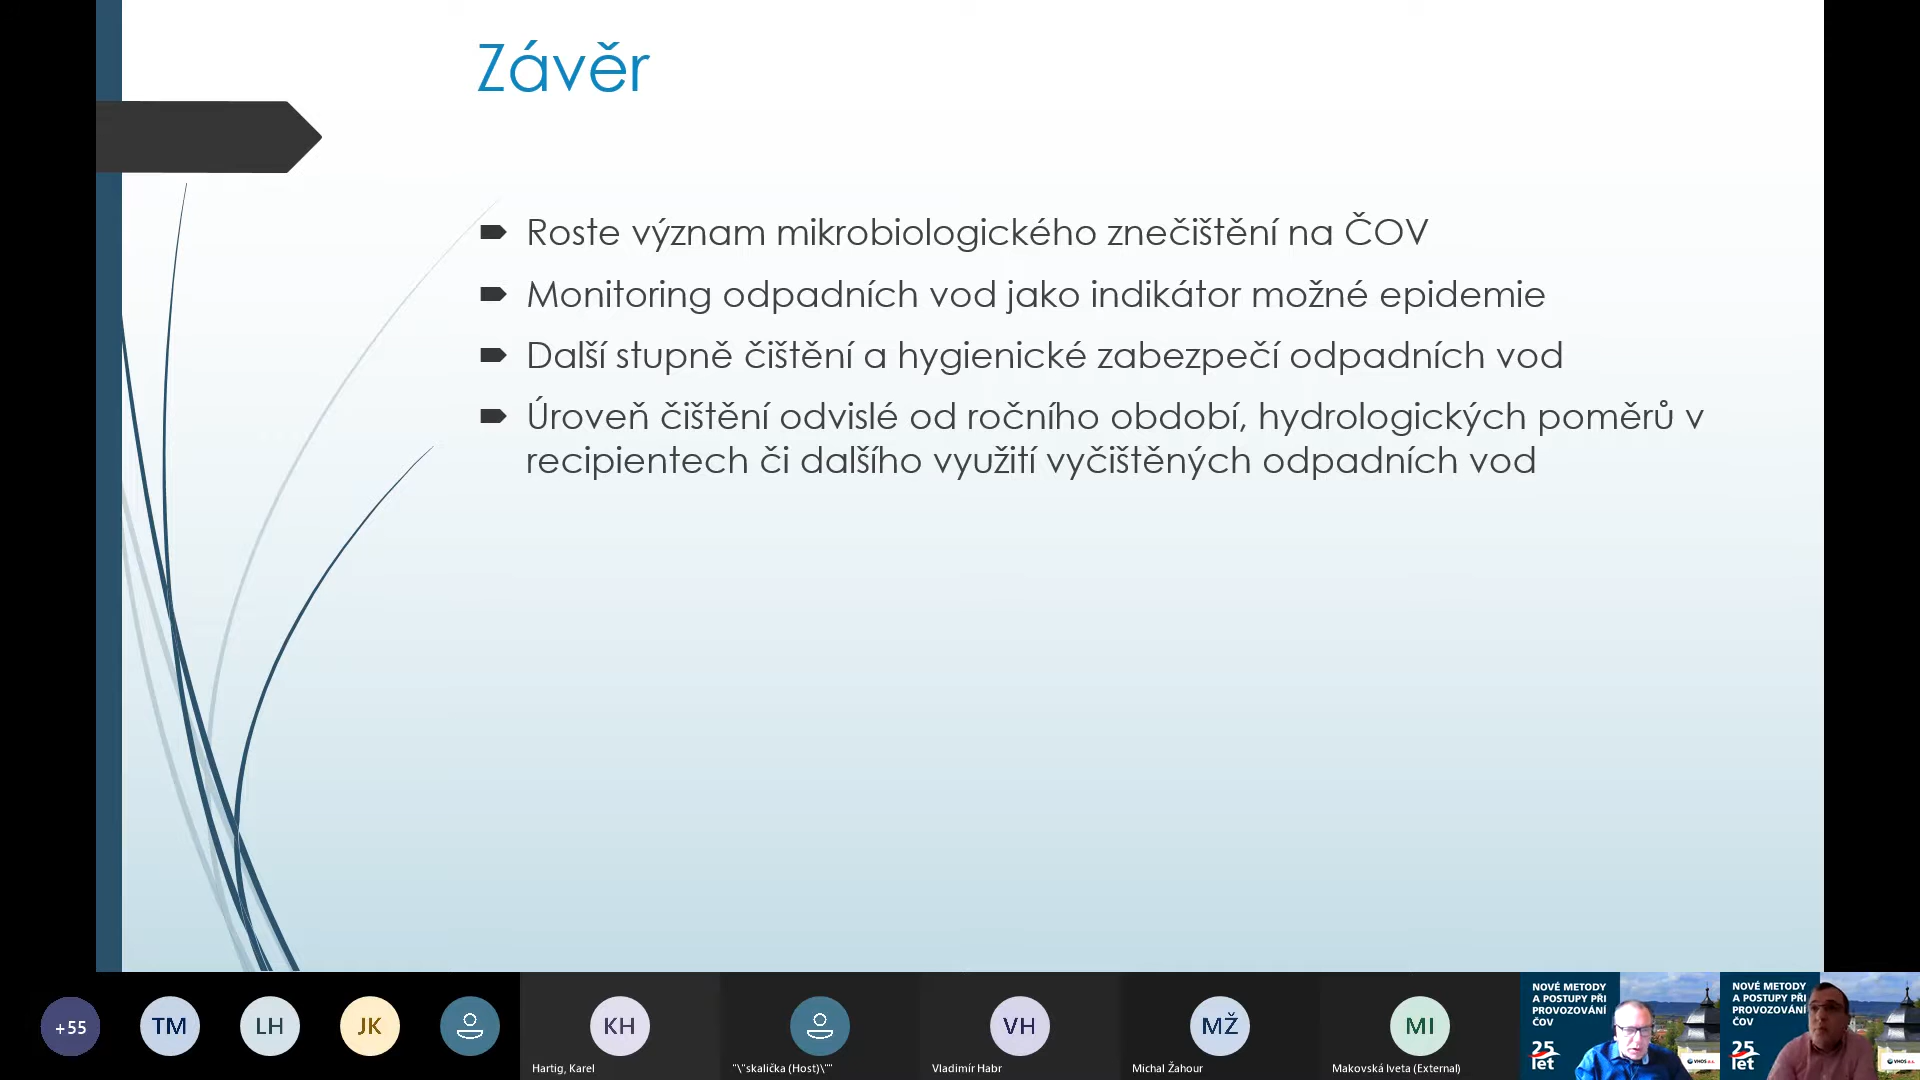 Závěr
Roste význam mikrobiologického znečištění na ČOV
Monitoring odpadních vod jako indikátor možné epidemie
Další stupně čištění a hygienické zabezpečí odpadních vod
Úroveň čištění odvislé od ročního období, hydrologických poměrů v
recipientech či dalšího využití vyčištěných odpadních vod
+55
TM
LH
JK
KH
Hartig, Karel
"\"skalička (Host)\""
VH
Vladimír Habr
MŽ
Michal Žahour
MI
Makovská Iveta (External)
NOVÉ METODY
A POSTUPY PŘI
PROVOZOVÁNÍ
ČOV
25
let
VHOS a.s.
NOVÉ METODY
A POSTUPY PŘI
PROVOZOVÁNÍ
ČOV
25
let
VHOS a.s.